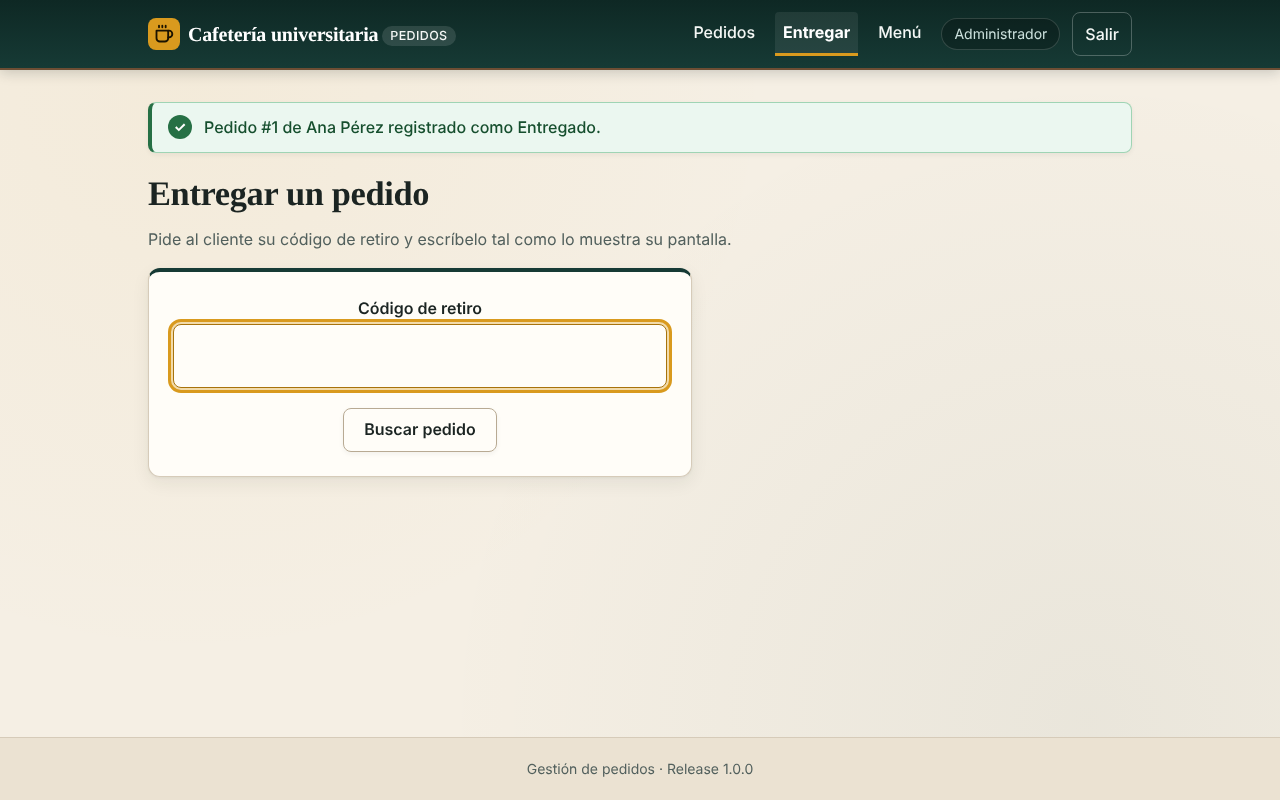 Cafetería universitaria PEDIDOS
Pedidos
Entregar
Menú
Administrador
Salir
Pedido #1 de Ana Pérez registrado como Entregado.
Entregar un pedido
Pide al cliente su código de retiro y escríbelo tal como lo muestra su pantalla.
Código de retiro
Buscar pedido
Gestión de pedidos · Release 1.0.0